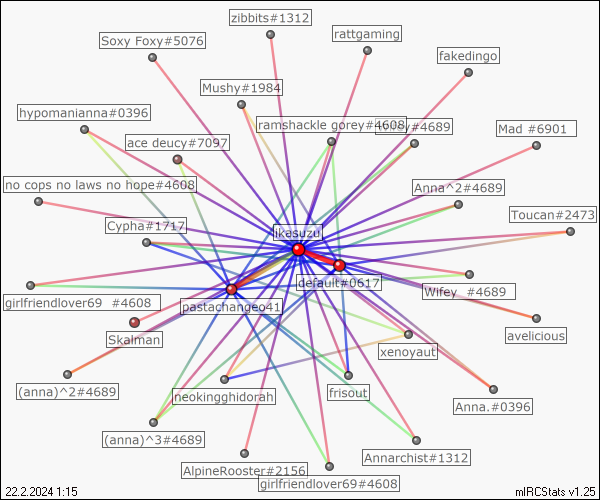 zibbits#1312
rattgaming
Soxy Foxy#5076
fakedingo
Mushy#1984
hypomanianna#0396
ramshackle gorey#4608
#4689
Mad #6901
ace deucy#7097
no cops no laws no hope#4608
Anna^2#4689
Toucan#2473
Cypha#1717
ikasuzu
default#0617
Wifey_#4689
girlfriendlover69 #4608
pastachangeo41
Skalman
avelicious
xenoyaut
(anna)^2#4689
neokingghidorah
frisout
Anna.#0396
(anna)^3#4689
Annarchist#1312
AlpineRooster#2156
girlfriendlover69#4608
22.2.2024 1:15
mIRCStats v1.25